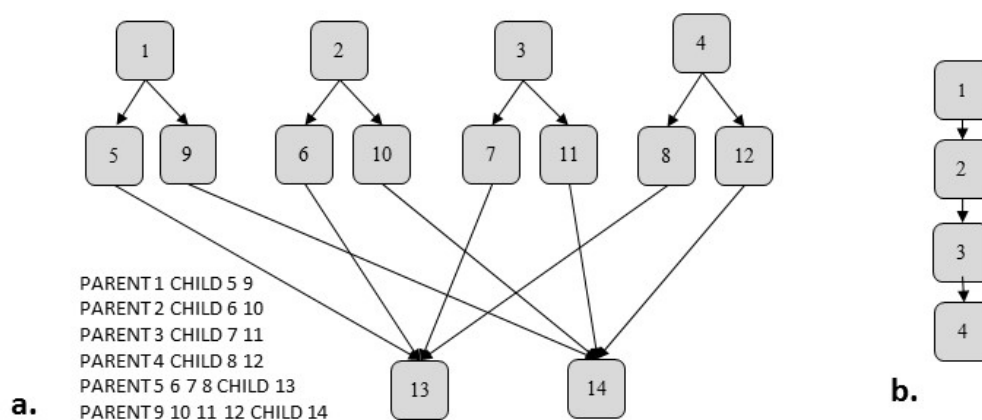 1
2
3
4
5
9
6
10
7
11
8
12
PARENT 1 CHILD 5 9
PARENT 2 CHILD 6 10
PARENT 3 CHILD 7 11
PARENT 4 CHILD 8 12
PARENT 5 6 7 8 CHILD 13
PARENT 9 10 11 12 CHILD 14
13
14
a.
1
2
3
4
b.